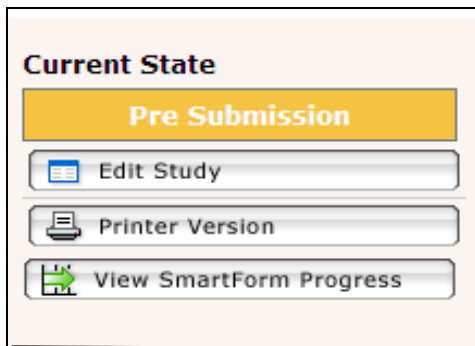 Current State
Pre Submission
Edit Study
Printer Version
View SmartForm Progress